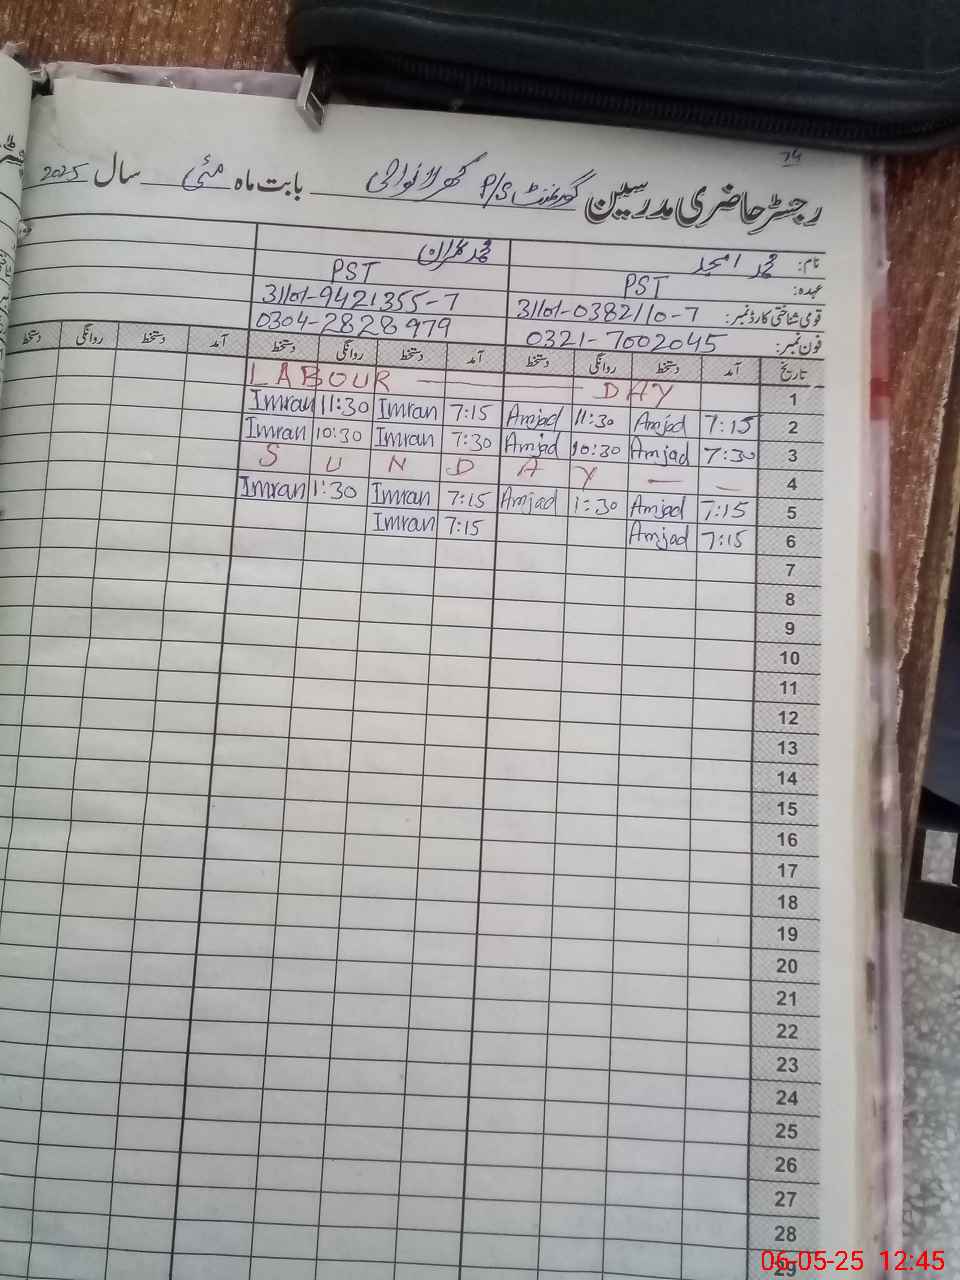 74
رجسٹر حاضری مدرسین گورنمنٹ P/S کھرلانوالی بابت ماہ مئی سال 2025
نام: محمد امجد محمد عمران
عہدہ: PST PST
قومی شناختی کارڈ نمبر: 31101-0382110-7 31101-9421355-7
فون نمبر: 0321-7002045 0304-2828979
تاریخ آمد دستخط روانگی دستخط آمد دستخط روانگی دستخط آمد دستخط روانگی دستخط
1 LABOUR DAY
2 7:15 Amjad 11:30 Amjad 7:15 Imran 11:30 Imran
3 7:30 Amjad 10:30 Amjad 7:30 Imran 10:30 Imran
4 SUNDAY
5 7:15 Amjad 1:30 Amjad 7:15 Imran 1:30 Imran
6 7:15 Amjad 7:15 Imran
7
8
9
10
11
12
13
14
15
16
17
18
19
20
21
22
23
24
25
26
27
28
29
06-05-25 12:45